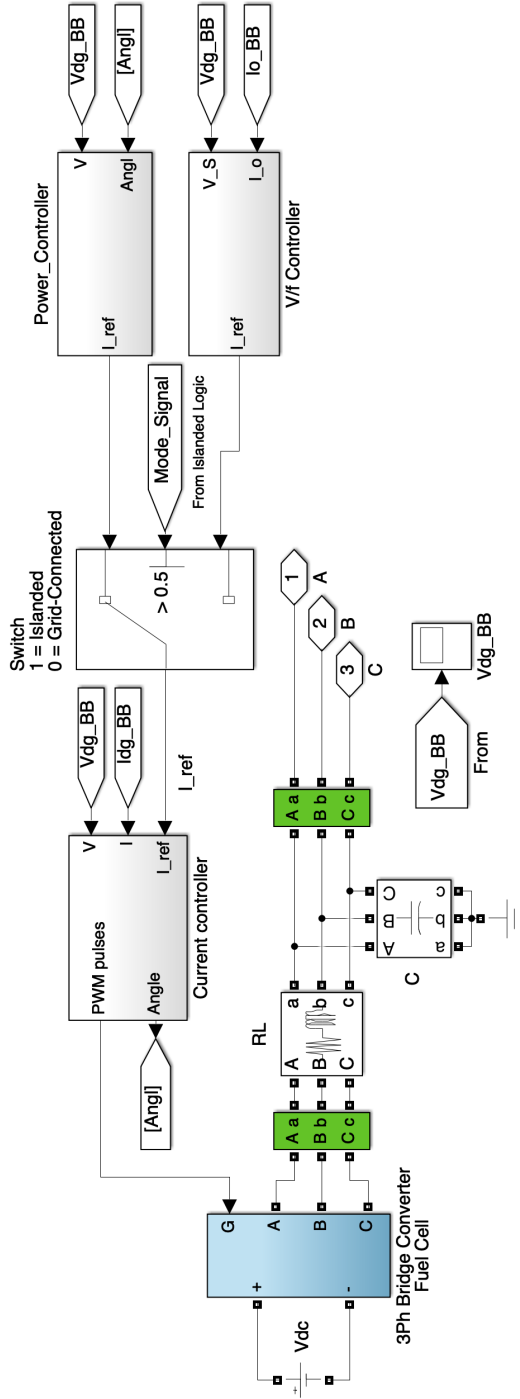 Switch
1 = Islanded
0 = Grid-Connected
Power_Controller
I_ref
V
Angl
Vdg_BB
[Angl]
> 0.5
Mode_Signal
From Islanded Logic
I_ref
V_S
I_o
V/f Controller
Vdg_BB
Io_BB
PWM pulses
Angle
V
I
I_ref
Current controller
Vdg_BB
Idg_BB
I_ref
[Angl]
Vdc
+
-
G
A
B
C
3Ph Bridge Converter
Fuel Cell
A a
B b
C c
RL
A
B
C
a
b
c
A
B
C
a
b
c
C
A a
B b
C c
1
A
2
B
3
C
Vdg_BB
From
Vdg_BB